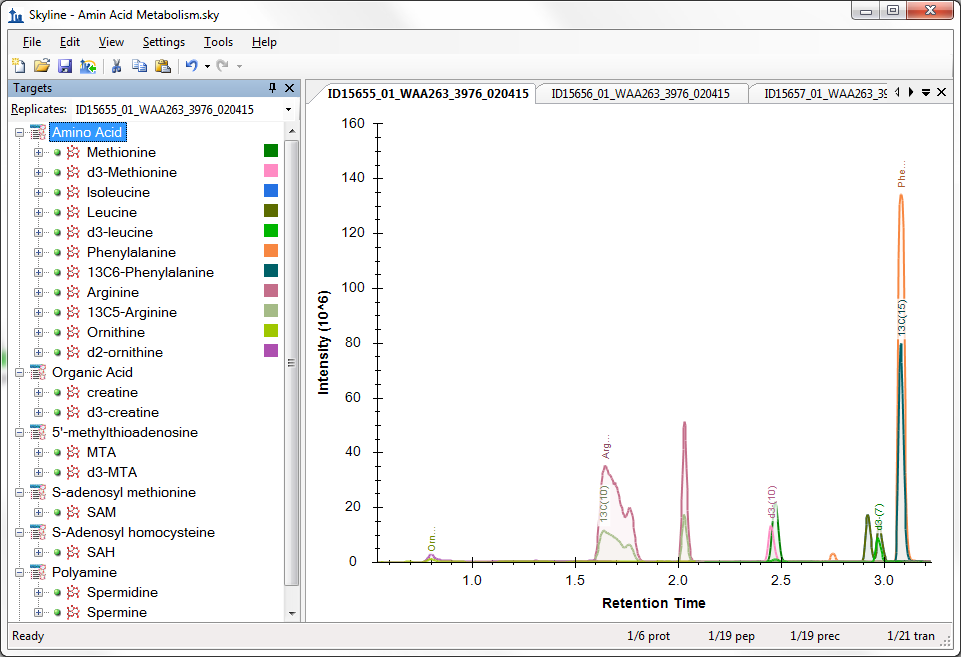 Skyline - Amin Acid Metabolism.sky
File Edit View Settings Tools Help
Targets
Replicates: ID15655_01_WAA263_3976_020415
Amino Acid
Methionine
d3-Methionine
Isoleucine
Leucine
d3-leucine
Phenylalanine
13C6-Phenylalanine
Arginine
13C5-Arginine
Ornithine
d2-ornithine
Organic Acid
creatine
d3-creatine
5'-methylthioadenosine
MTA
d3-MTA
S-adenosyl methionine
SAM
S-Adenosyl homocysteine
SAH
Polyamine
Spermidine
Spermine
ID15655_01_WAA263_3976_020415 ID15656_01_WAA263_3976_020415 ID15657_01_WAA263_3
160
140
120
100
80
60
40
20
0
Intensity (10^6)
Orn...
Arg...
13C(10)
d3-(10)
d3-(7)
Phe...
13C(15)
1.0 1.5 2.0 2.5 3.0
Retention Time
Ready 1/6 prot 1/19 pep 1/19 prec 1/21 tran